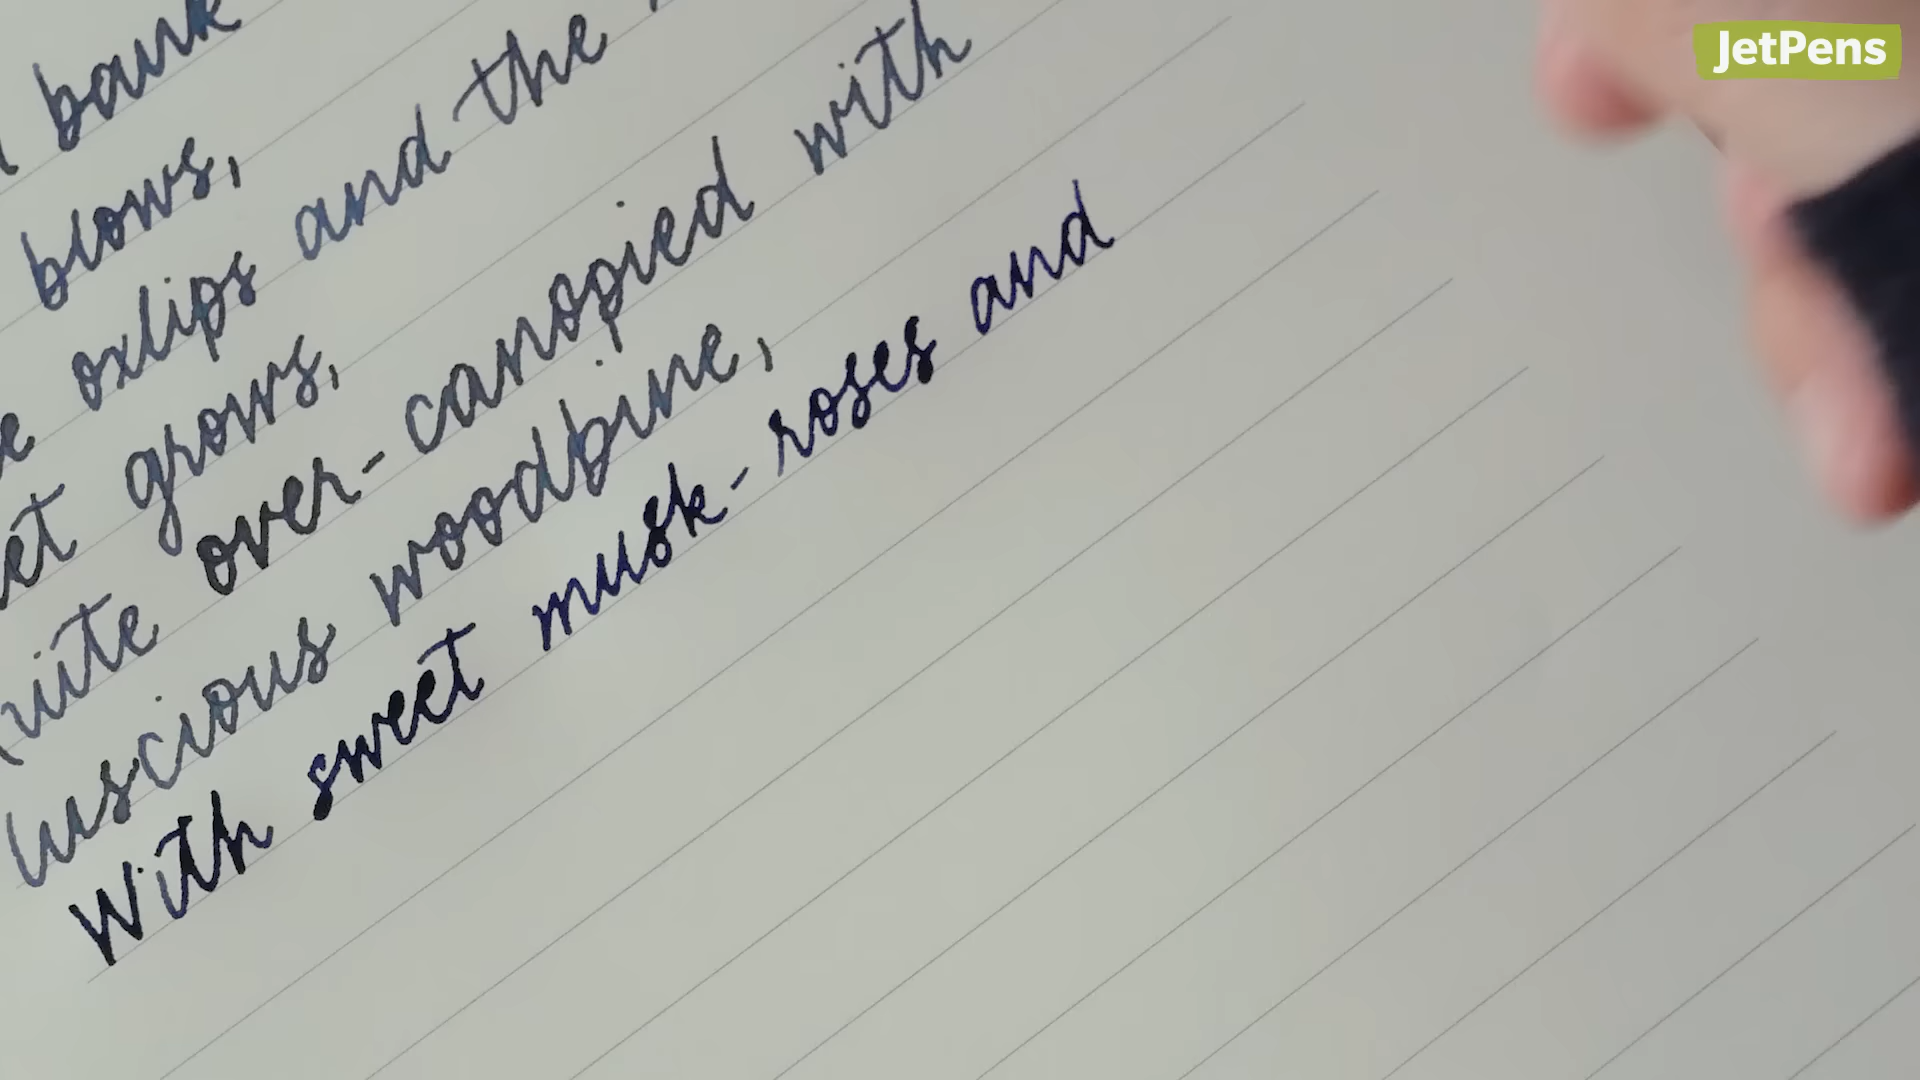 JetPens
bank
blows,
oxlips and the
et grows,
uite over-canopied with
luscious woodbine,
With sweet musk-roses and